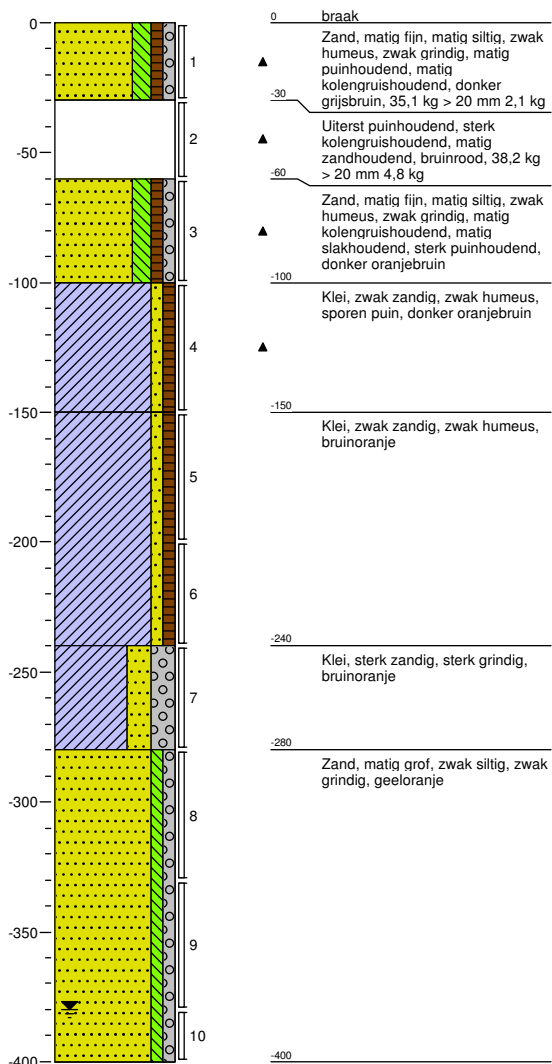 0
braak
0
Zand, matig fijn, matig siltig, zwak
humeus, zwak grindig, matig
puinhoudend, matig
kolengruishoudend, donker
grijsbruin, 35,1 kg > 20 mm 2,1 kg
1
-30
Uiterst puinhoudend, sterk
kolengruishoudend, matig
zandhoudend, bruinrood, 38,2 kg
> 20 mm 4,8 kg
2
-50
-60
Zand, matig fijn, matig siltig, zwak
humeus, zwak grindig, matig
kolengruishoudend, matig
slakhoudend, sterk puinhoudend,
donker oranjebruin
3
-100
-100
Klei, zwak zandig, zwak humeus,
sporen puin, donker oranjebruin
4
-150
-150
Klei, zwak zandig, zwak humeus,
bruinoranje
5
-200
6
-240
Klei, sterk zandig, sterk grindig,
bruinoranje
-250
7
-280
Zand, matig grof, zwak siltig, zwak
grindig, geeloranje
-300
8
-350
9
10
-400
-400